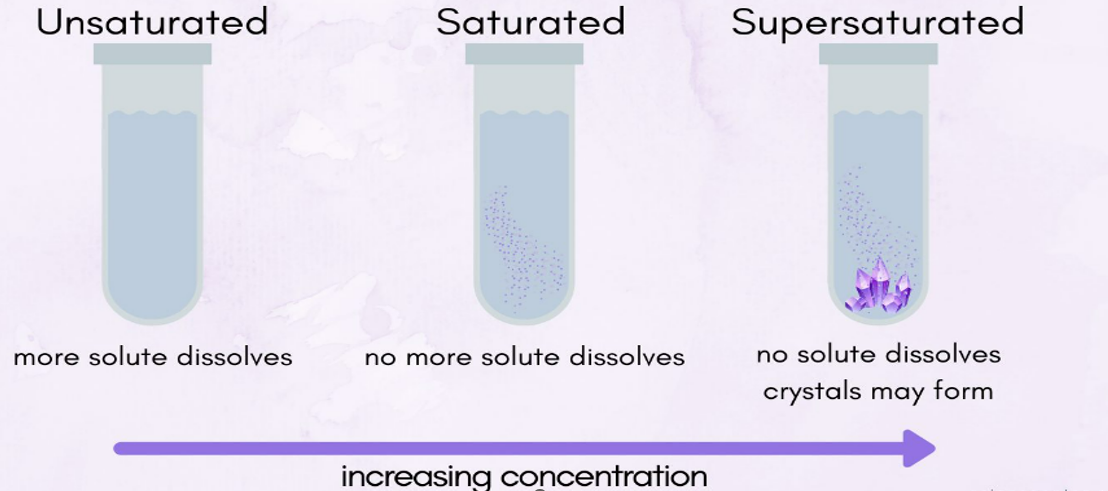 Unsaturated
Saturated
Supersaturated
more solute dissolves
no more solute dissolves
no solute dissolves
crystals may form
increasing concentration